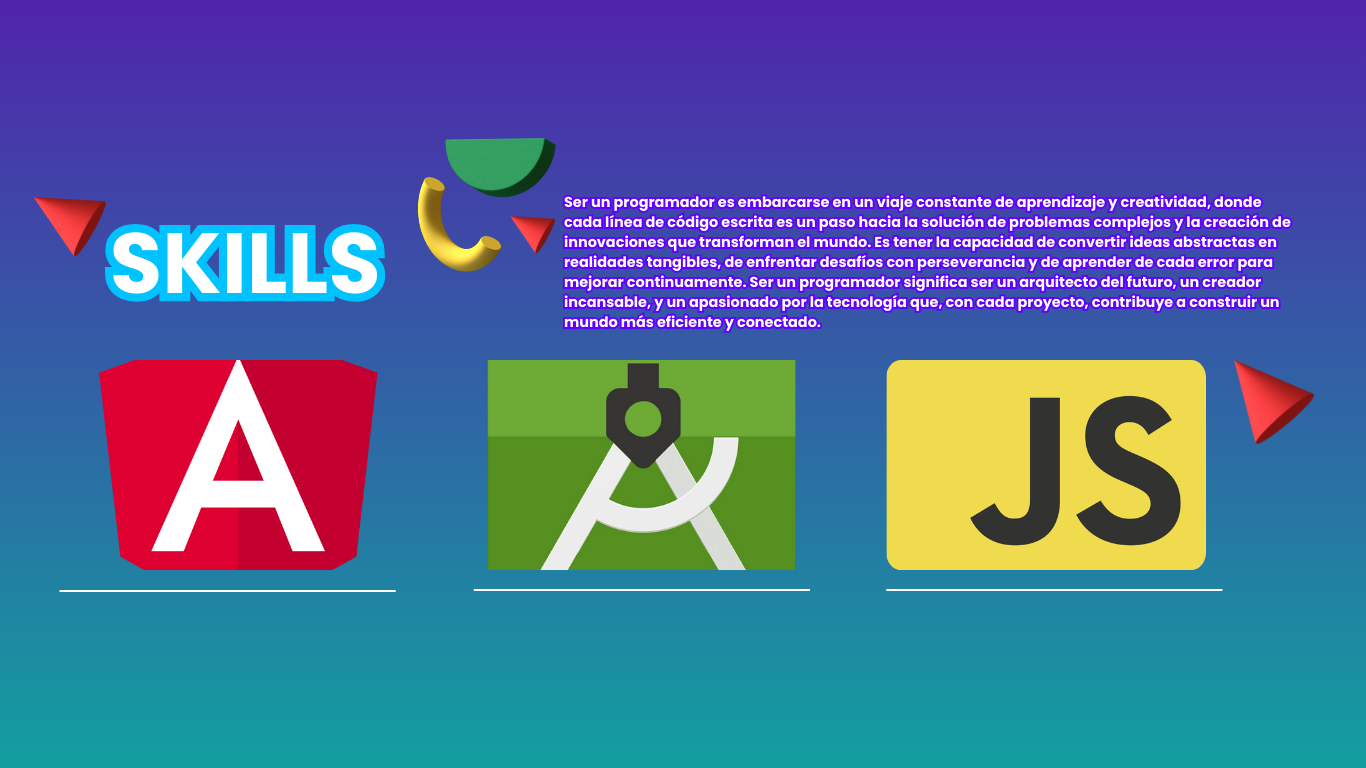 SKILLS
Ser un programador es embarcarse en un viaje constante de aprendizaje y creatividad, donde
cada línea de código escrita es un paso hacia la solución de problemas complejos y la creación de
innovaciones que transforman el mundo. Es tener la capacidad de convertir ideas abstractas en
realidades tangibles, de enfrentar desafíos con perseverancia y de aprender de cada error para
mejorar continuamente. Ser un programador significa ser un arquitecto del futuro, un creador
incansable, y un apasionado por la tecnología que, con cada proyecto, contribuye a construir un
mundo más eficiente y conectado.
A
JS